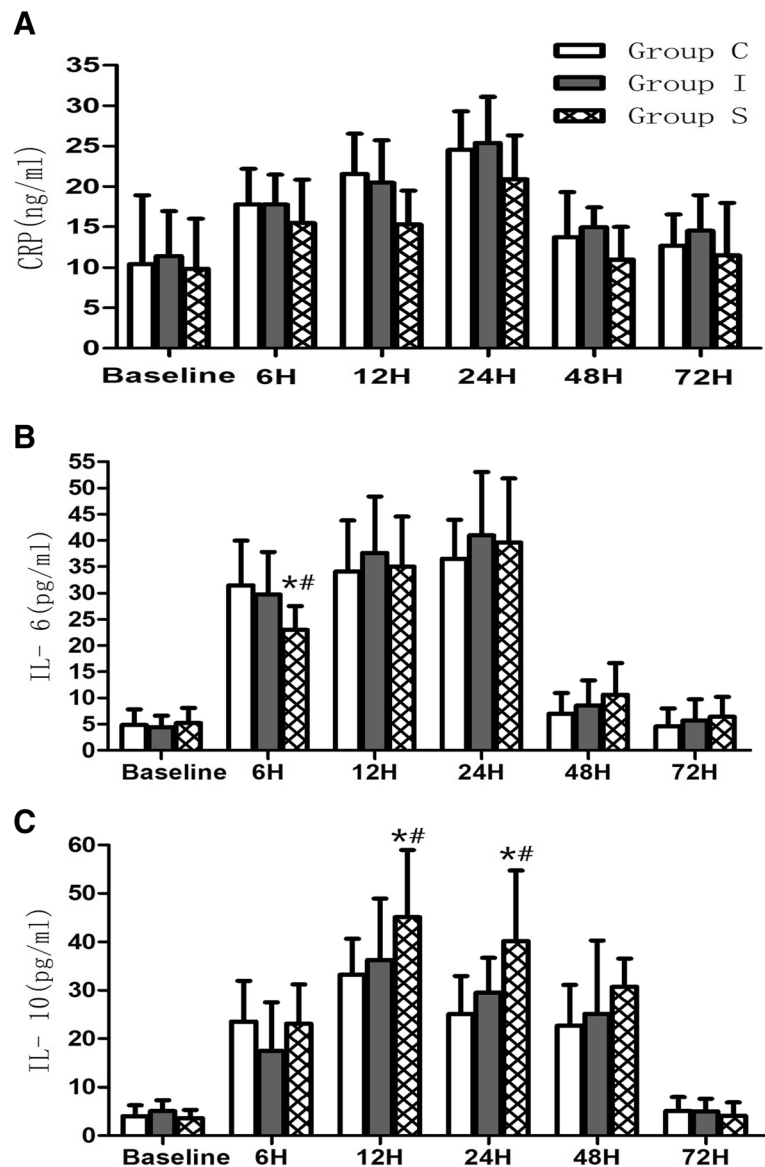 A
Group C
Group I
Group S
CRP(ng/ml)
35
30
25
20
15
10
5
0
Baseline 6H 12H 24H 48H 72H
B
IL- 6(pg/ml)
55
50
45
40
35
30
25
20
15
10
5
0
*#
Baseline 6H 12H 24H 48H 72H
C
IL- 10(pg/ml)
60
50
40
30
20
10
0
*#
*#
Baseline 6H 12H 24H 48H 72H